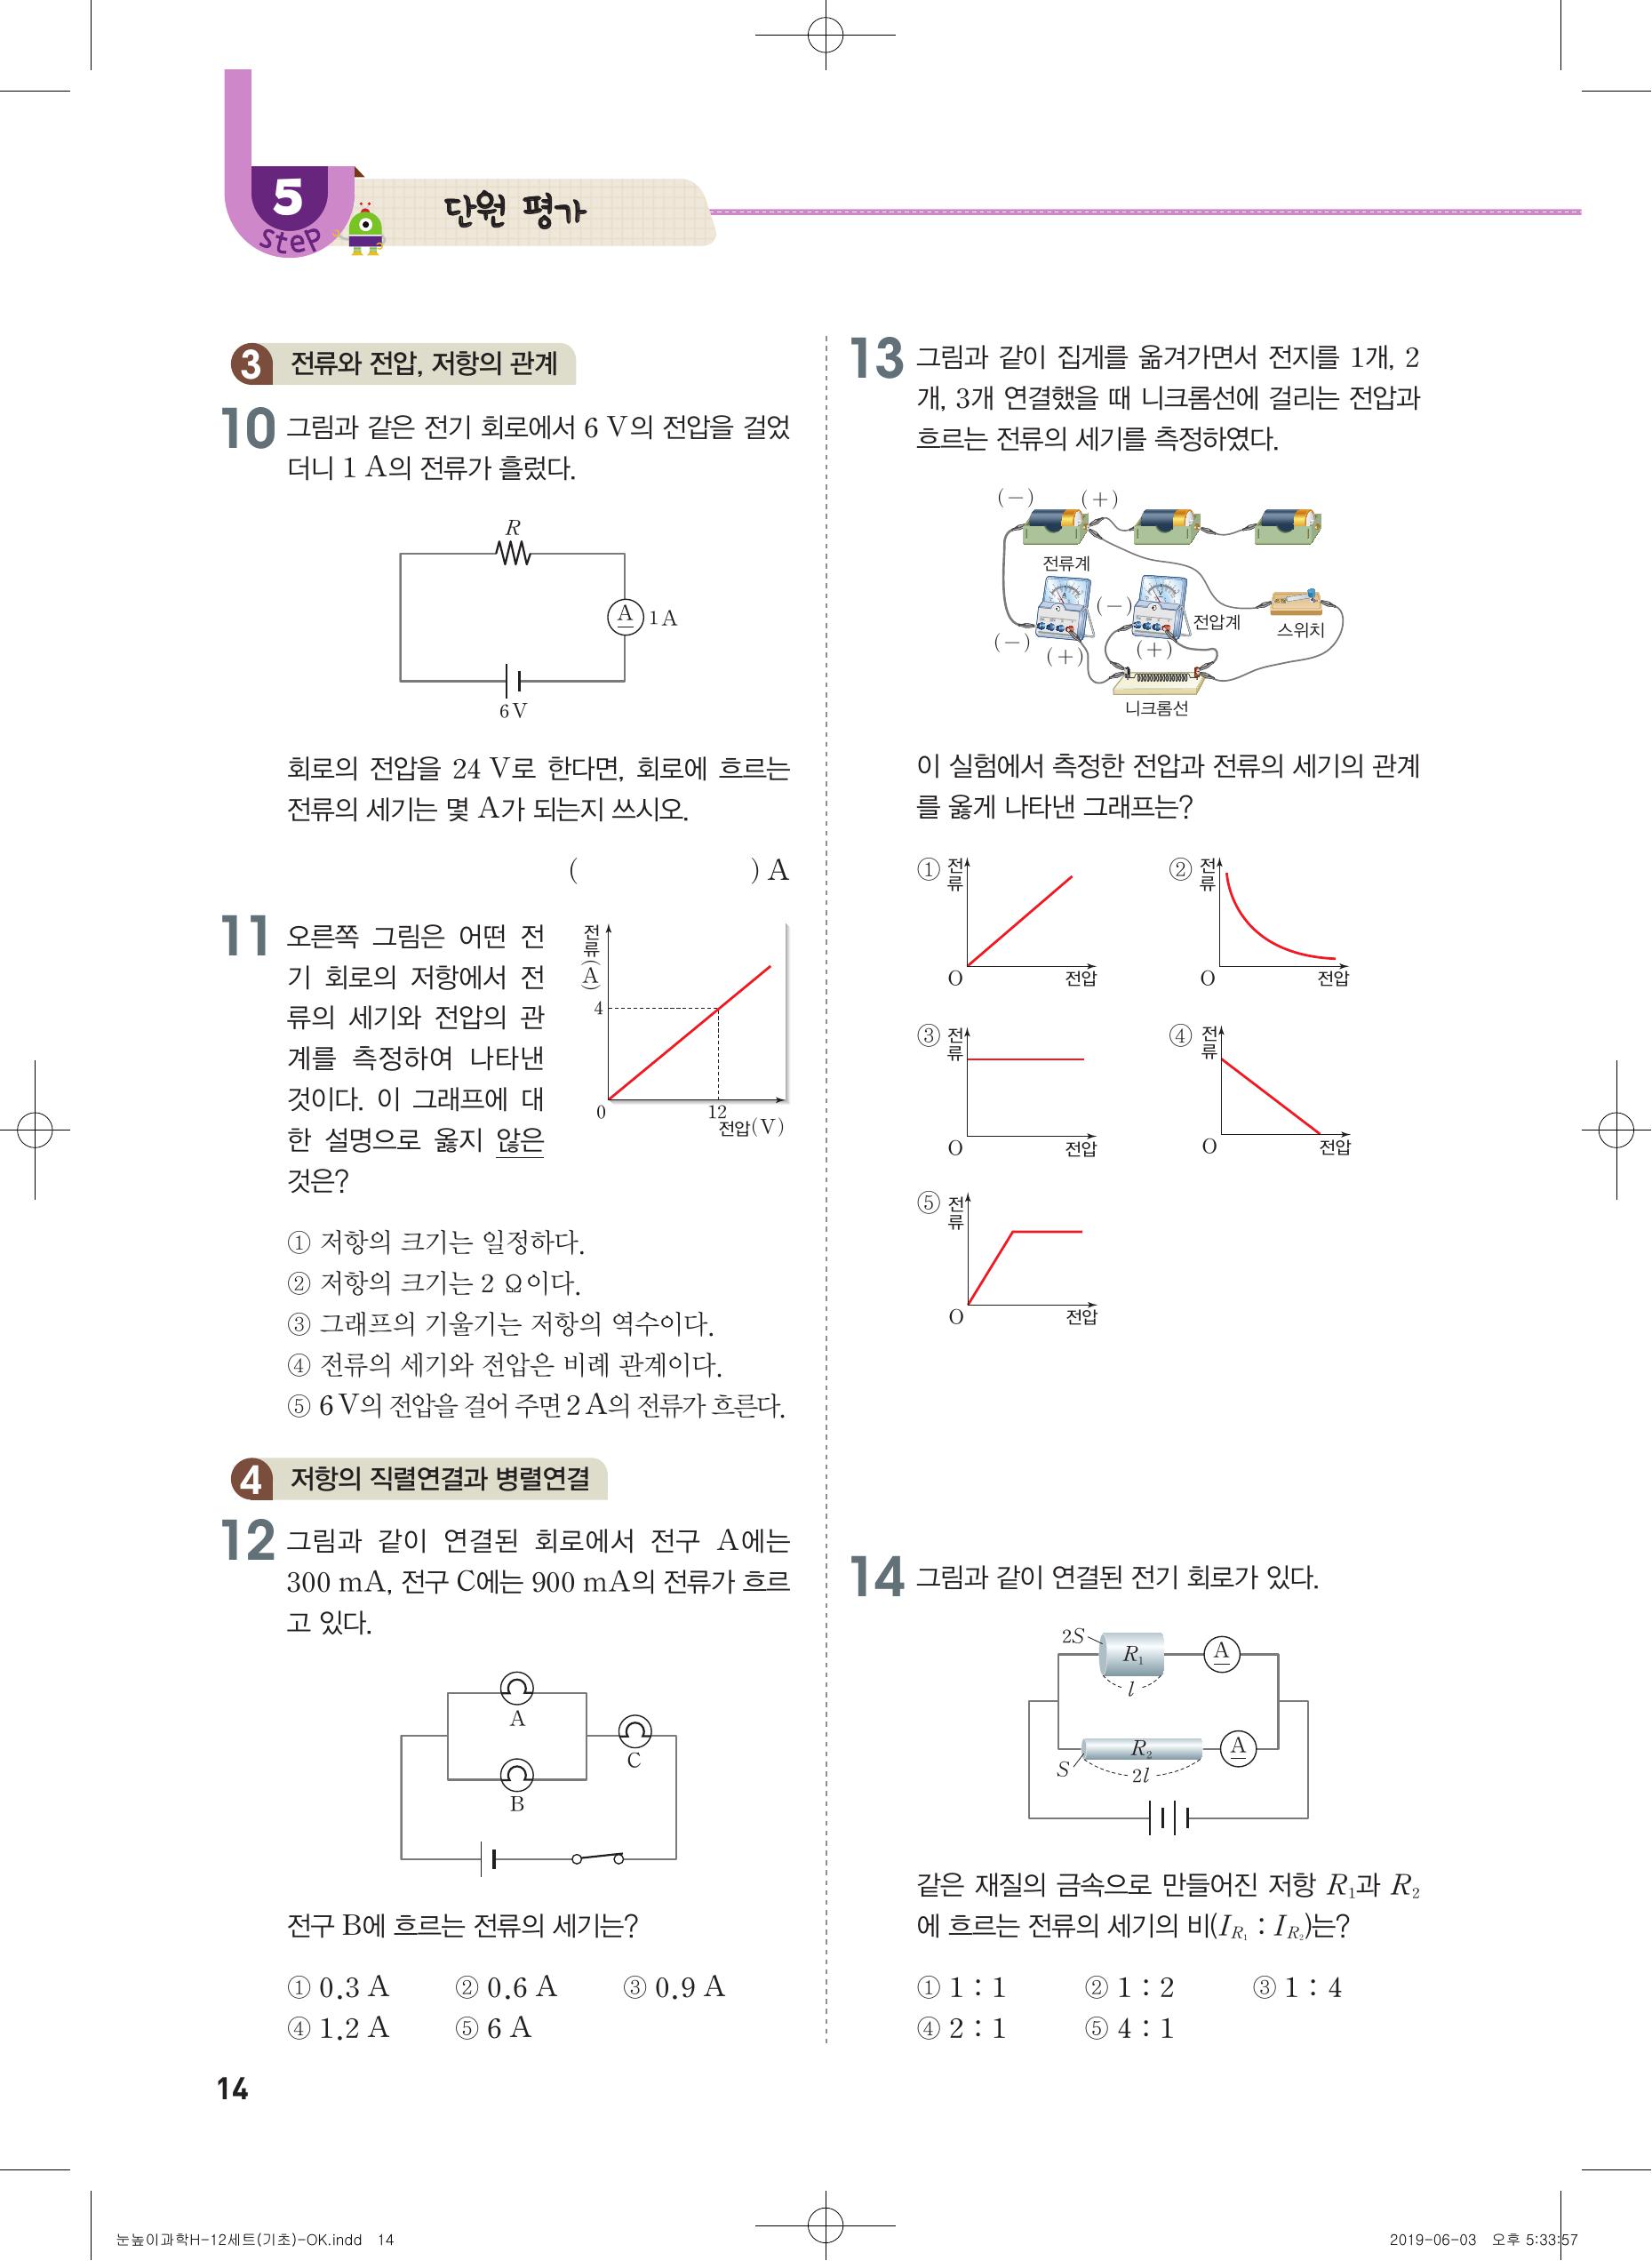 5
step
단원 평가
3 전류와 전압, 저항의 관계
10 그림과 같은 전기 회로에서 6 V의 전압을 걸었
더니 1 A의 전류가 흘렀다.
R
A 1 A
6 V
회로의 전압을 24 V로 한다면, 회로에 흐르는
전류의 세기는 몇 A가 되는지 쓰시오.
( ) A
11 오른쪽 그림은 어떤 전
기 회로의 저항에서 전
류의 세기와 전압의 관
계를 측정하여 나타낸
것이다. 이 그래프에 대
한 설명으로 옳지 않은
것은?
전류(A)
4
0
12
전압(V)
① 저항의 크기는 일정하다.
② 저항의 크기는 2 Ω이다.
③ 그래프의 기울기는 저항의 역수이다.
④ 전류의 세기와 전압은 비례 관계이다.
⑤ 6 V의 전압을 걸어 주면 2 A의 전류가 흐른다.
4 저항의 직렬연결과 병렬연결
12 그림과 같이 연결된 회로에서 전구 A에는
300 mA, 전구 C에는 900 mA의 전류가 흐르
고 있다.
A
C
B
전구 B에 흐르는 전류의 세기는?
① 0.3 A ② 0.6 A ③ 0.9 A
④ 1.2 A ⑤ 6 A
13 그림과 같이 집게를 옮겨가면서 전지를 1개, 2
개, 3개 연결했을 때 니크롬선에 걸리는 전압과
흐르는 전류의 세기를 측정하였다.
(－) (＋)
전류계
(－)
전압계
스위치
(－)
(＋)
(＋)
니크롬선
이 실험에서 측정한 전압과 전류의 세기의 관계
를 옳게 나타낸 그래프는?
① 전류 O 전압
② 전류 O 전압
③ 전류 O 전압
④ 전류 O 전압
⑤ 전류 O 전압
14 그림과 같이 연결된 전기 회로가 있다.
2S R₁ A
l
R₂ A
S 2l
같은 재질의 금속으로 만들어진 저항 R₁과 R₂
에 흐르는 전류의 세기의 비(I_R₁ : I_R₂)는?
① 1 : 1 ② 1 : 2 ③ 1 : 4
④ 2 : 1 ⑤ 4 : 1
14
눈높이과학H-12세트(기초)-OK.indd 14
2019-06-03 오후 5:33:57